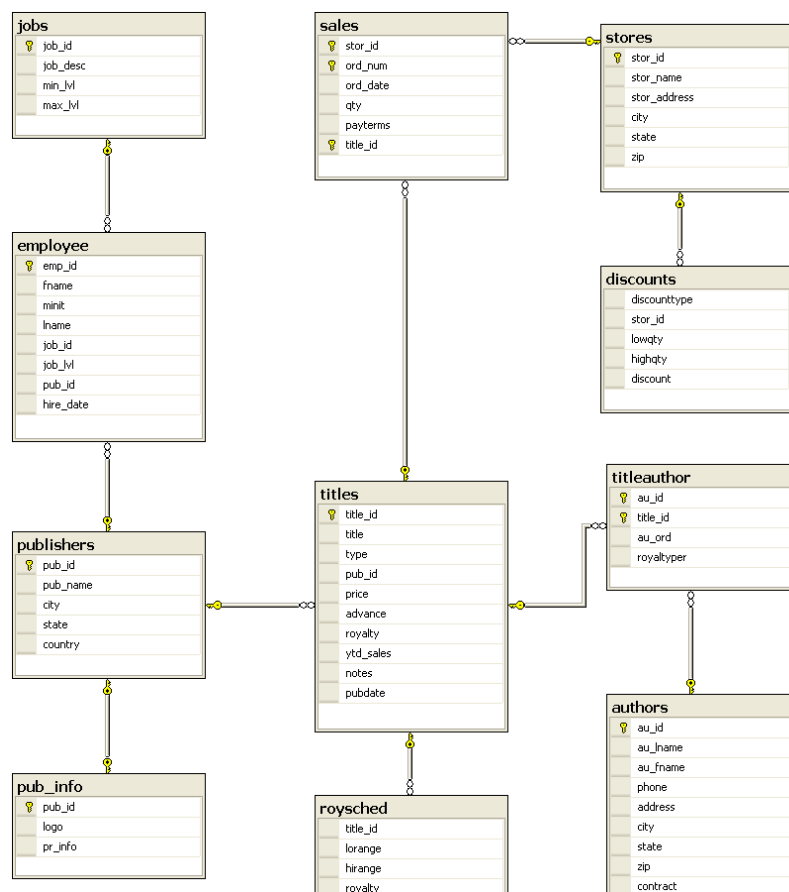 jobs
job_id
job_desc
min_lvl
max_lvl
sales
stor_id
ord_num
ord_date
qty
payterms
title_id
stores
stor_id
stor_name
stor_address
city
state
zip
employee
emp_id
fname
minit
lname
job_id
job_lvl
pub_id
hire_date
discounts
discounttype
stor_id
lowqty
highqty
discount
titles
title_id
title
type
pub_id
price
advance
royalty
ytd_sales
notes
pubdate
titleauthor
au_id
title_id
au_ord
royaltyper
publishers
pub_id
pub_name
city
state
country
authors
au_id
au_lname
au_fname
phone
address
city
state
zip
contract
pub_info
pub_id
logo
pr_info
roysched
title_id
lorange
hirange
royalty